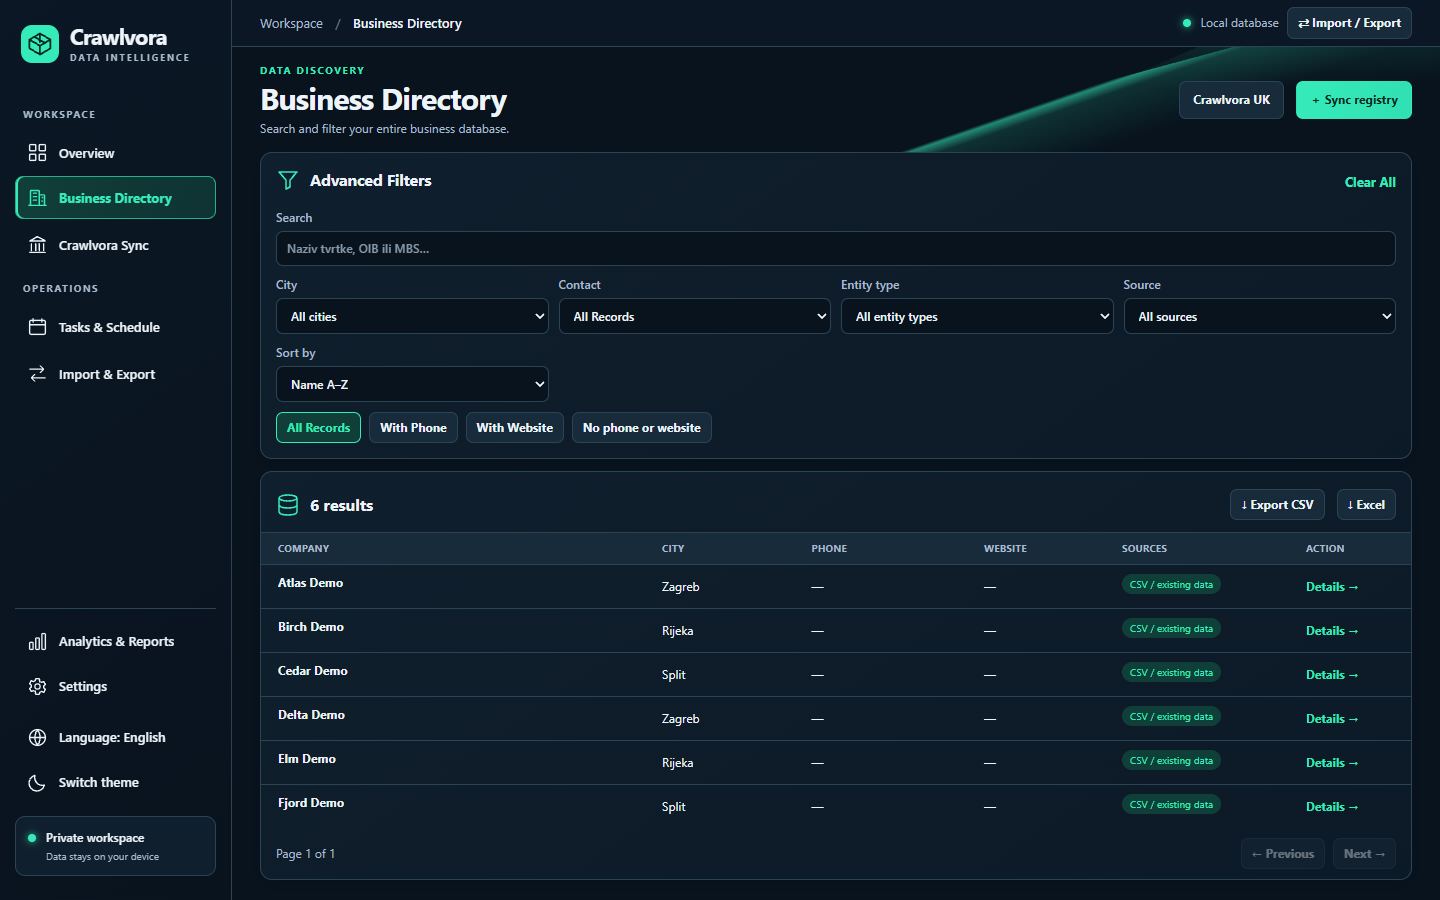 Crawlvora
DATA INTELLIGENCE
WORKSPACE
Overview
Business Directory
Crawlvora Sync
OPERATIONS
Tasks & Schedule
Import & Export
Analytics & Reports
Settings
Language: English
Switch theme
Private workspace
Data stays on your device
Workspace / Business Directory
Local database
⇄ Import / Export
DATA DISCOVERY
Business Directory
Search and filter your entire business database.
Crawlvora UK
+ Sync registry
Advanced Filters
Clear All
Search
Naziv tvrtke, OIB ili MBS...
City Contact Entity type Source
All cities All Records All entity types All sources
Sort by
Name A–Z
All Records With Phone With Website No phone or website
6 results
↓ Export CSV ↓ Excel
COMPANY CITY PHONE WEBSITE SOURCES ACTION
Atlas Demo Zagreb — — CSV / existing data Details →
Birch Demo Rijeka — — CSV / existing data Details →
Cedar Demo Split — — CSV / existing data Details →
Delta Demo Zagreb — — CSV / existing data Details →
Elm Demo Rijeka — — CSV / existing data Details →
Fjord Demo Split — — CSV / existing data Details →
Page 1 of 1
← Previous Next →